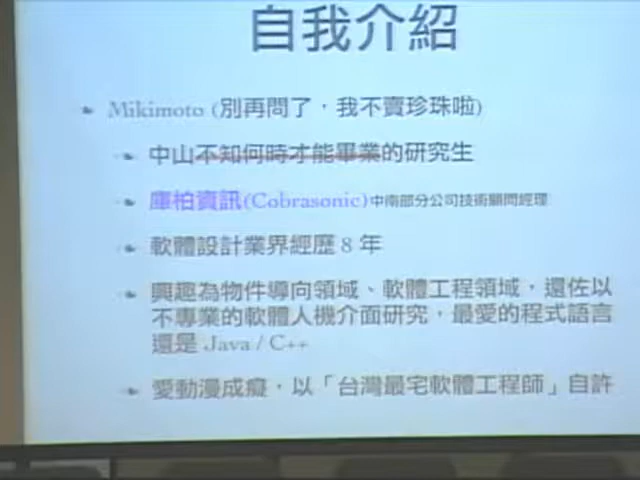 自我介紹
Mikimoto (別再問了，我不賣珍珠啦)
中山不知何時才能畢業的研究生
庫柏資訊(Cobrasonic)中南部分公司技術顧問經理
軟體設計業界經歷 8 年
興趣為物件導向領域、軟體工程領域，還佐以
不專業的軟體人機介面研究，最愛的程式語言
還是 Java / C++
愛動漫成癡，以「台灣最宅軟體工程師」自許